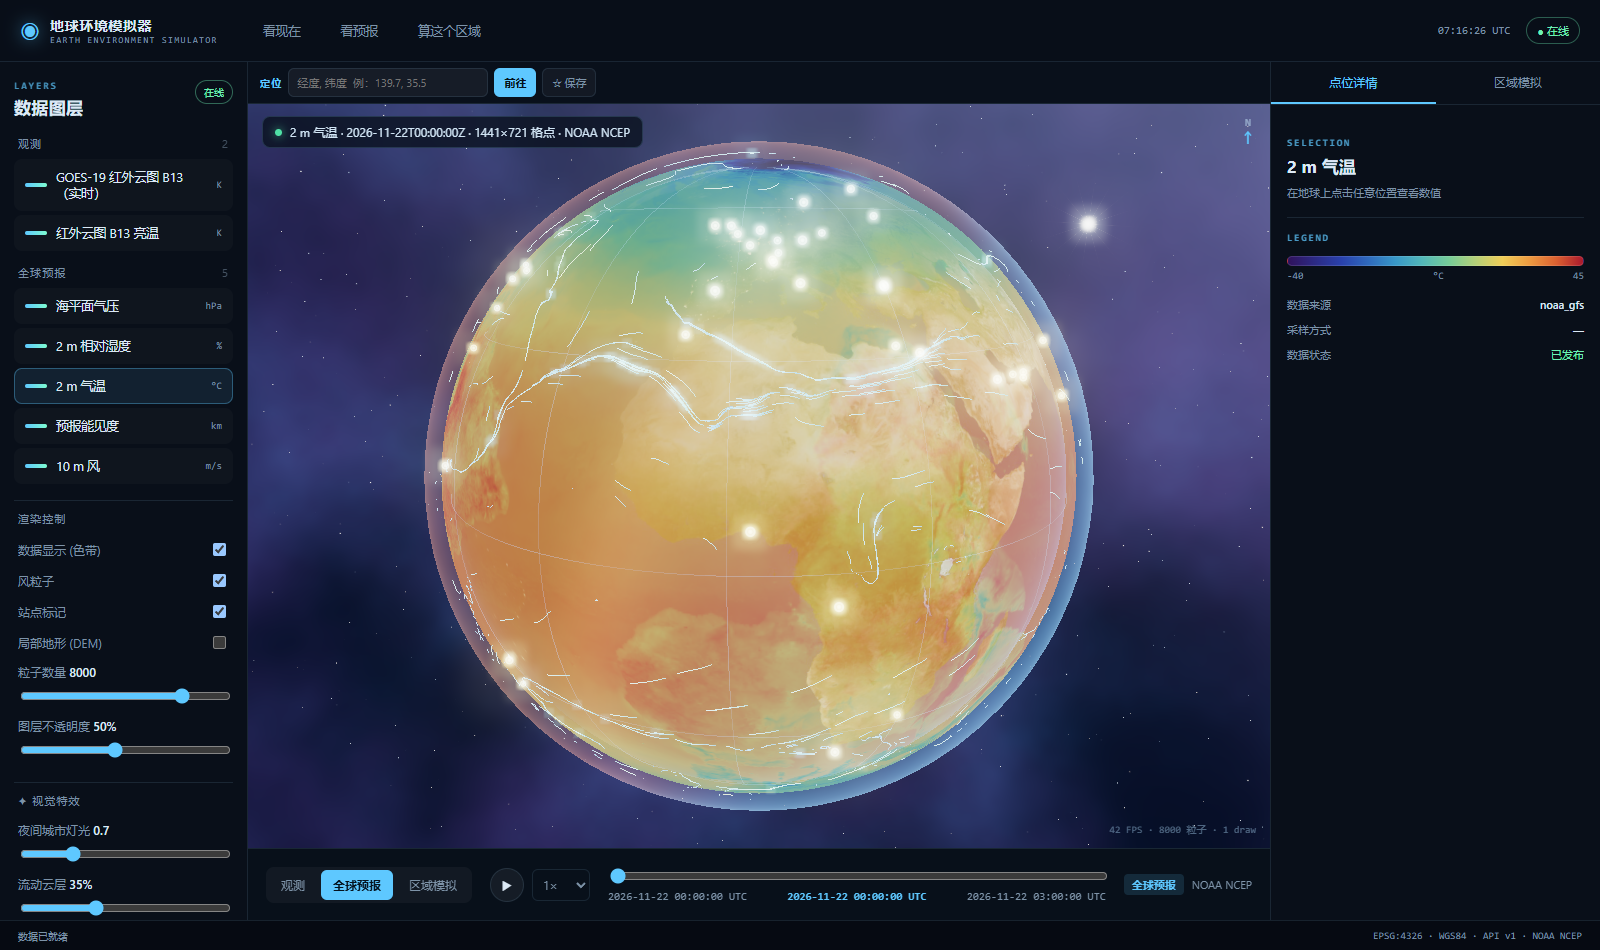 地球环境模拟器
EARTH ENVIRONMENT SIMULATOR
看现在
看预报
算这个区域
07:16:26 UTC
在线
LAYERS
数据图层
在线
观测
2
GOES-19 红外云图 B13
(实时)
K
红外云图 B13 亮温
K
全球预报
5
海平面气压
hPa
2 m 相对湿度
%
2 m 气温
°C
预报能见度
km
10 m 风
m/s
渲染控制
数据显示 (色带)
风粒子
站点标记
局部地形 (DEM)
粒子数量 8000
图层不透明度 50%
✦ 视觉特效
夜间城市灯光 0.7
流动云层 35%
数据已就绪
定位
经度, 纬度 例: 139.7, 35.5
前往
☆ 保存
2 m 气温 · 2026-11-22T00:00:00Z · 1441×721 格点 · NOAA NCEP
N
42 FPS · 8000 粒子 · 1 draw
观测
全球预报
区域模拟
1×
2026-11-22 00:00:00 UTC
2026-11-22 00:00:00 UTC
2026-11-22 03:00:00 UTC
全球预报
NOAA NCEP
点位详情
区域模拟
SELECTION
2 m 气温
在地球上点击任意位置查看数值
LEGEND
-40
°C
45
数据来源
noaa_gfs
采样方式
—
数据状态
已发布
EPSG:4326 · WGS84 · API v1 · NOAA NCEP